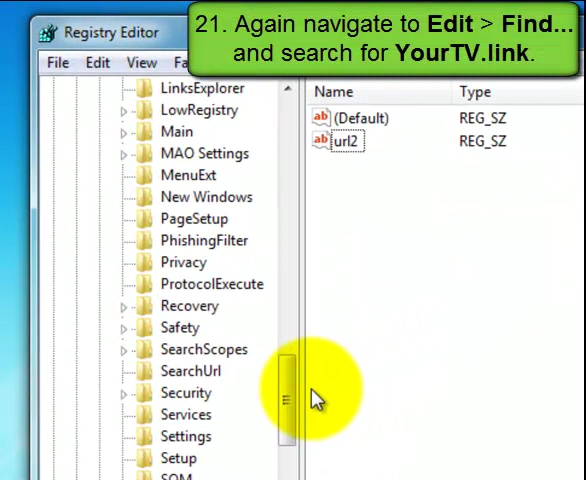 21. Again navigate to Edit > Find...
and search for YourTV.link.
Registry Editor
File Edit View
LinksExplorer
LowRegistry
Main
MAO Settings
MenuExt
New Windows
PageSetup
PhishingFilter
Privacy
ProtocolExecute
Recovery
Safety
SearchScopes
SearchUrl
Security
Services
Settings
Setup
Name Type
ab (Default) REG_SZ
ab url2 REG_SZ